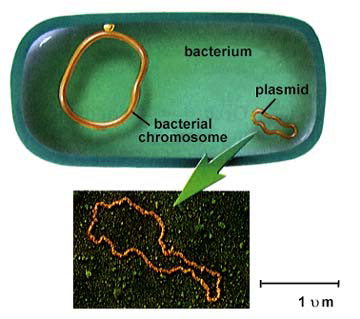 bacterium
plasmid
bacterial
chromosome
1 υm